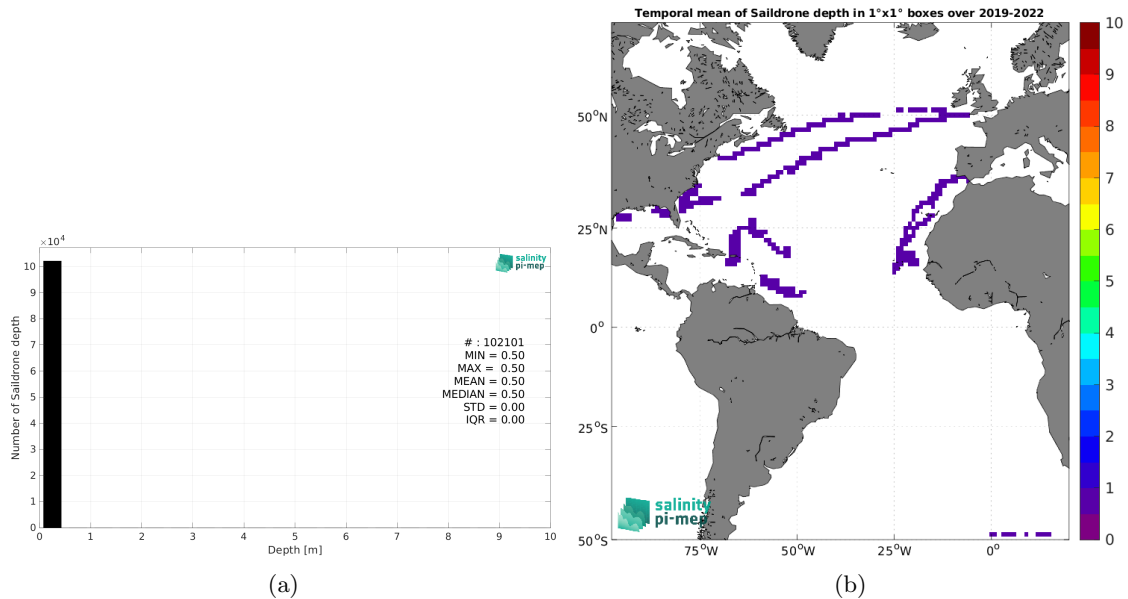 ×10⁴
10
9
8
7
6
5
4
3
2
1
0
Number of Saildrone depth
salinity
pi-mep
# : 102101
MIN = 0.50
MAX = 0.50
MEAN = 0.50
MEDIAN = 0.50
STD = 0.00
IQR = 0.00
0 1 2 3 4 5 6 7 8 9 10
Depth [m]
(a)
Temporal mean of Saildrone depth in 1°x1° boxes over 2019-2022
50°N
25°N
0°
25°S
50°S
salinity
pi-mep
75°W 50°W 25°W 0°
10
9
8
7
6
5
4
3
2
1
0
(b)